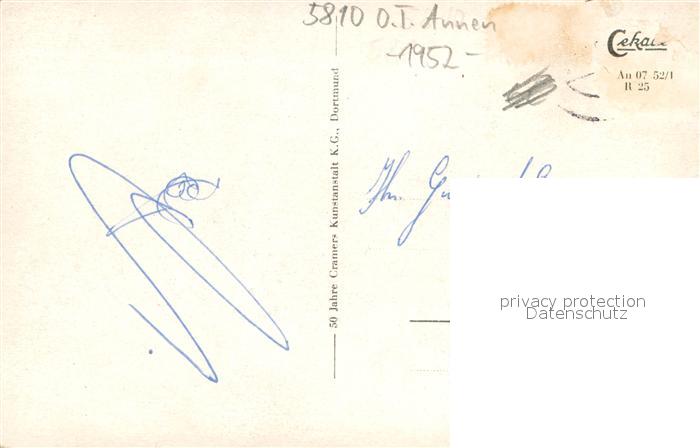 5810 O.T. Annen
-1952-
Cekade
An 07 52/1
R 25
50 Jahre Cramers Kunstanstalt K.G., Dortmund
privacy protection
Datenschutz